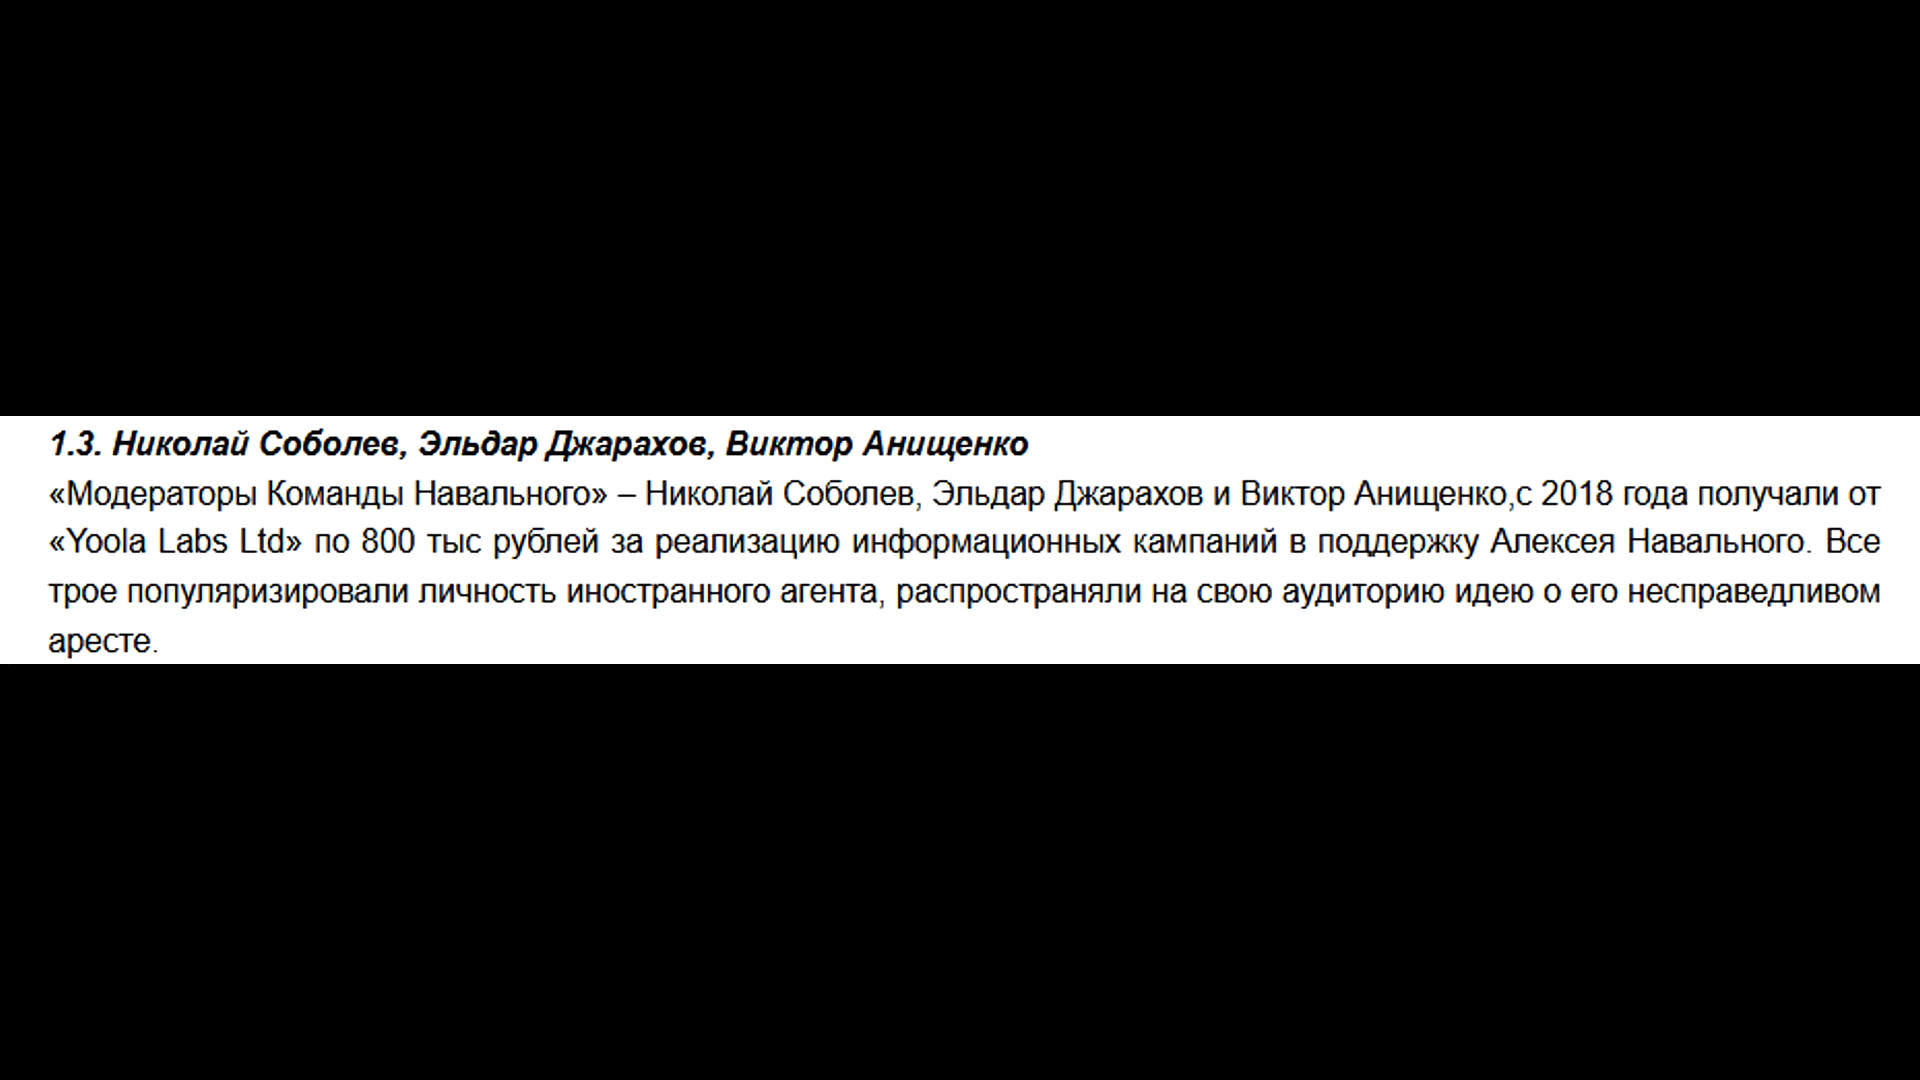 1.3. Николай Соболев, Эльдар Джарахов, Виктор Анищенко
«Модераторы Команды Навального» – Николай Соболев, Эльдар Джарахов и Виктор Анищенко,с 2018 года получали от
«Yoola Labs Ltd» по 800 тыс рублей за реализацию информационных кампаний в поддержку Алексея Навального. Все
трое популяризировали личность иностранного агента, распространяли на свою аудиторию идею о его несправедливом
аресте.